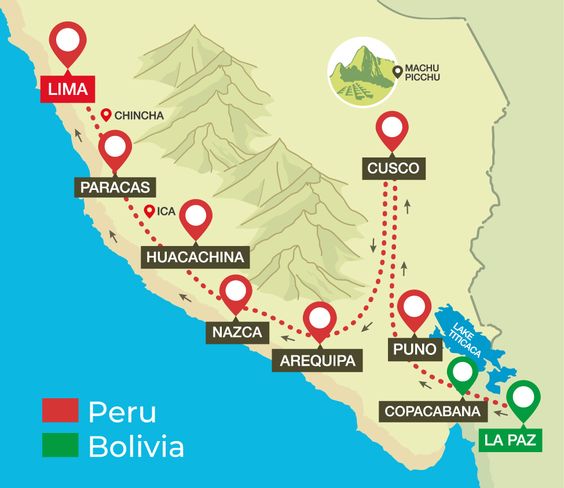 LIMA
MACHU
PICCHU
CHINCHA
CUSCO
PARACAS
ICA
HUACACHINA
NAZCA
PUNO
LAKE
TITICACA
AREQUIPA
Peru
COPACABANA
Bolivia
LA PAZ